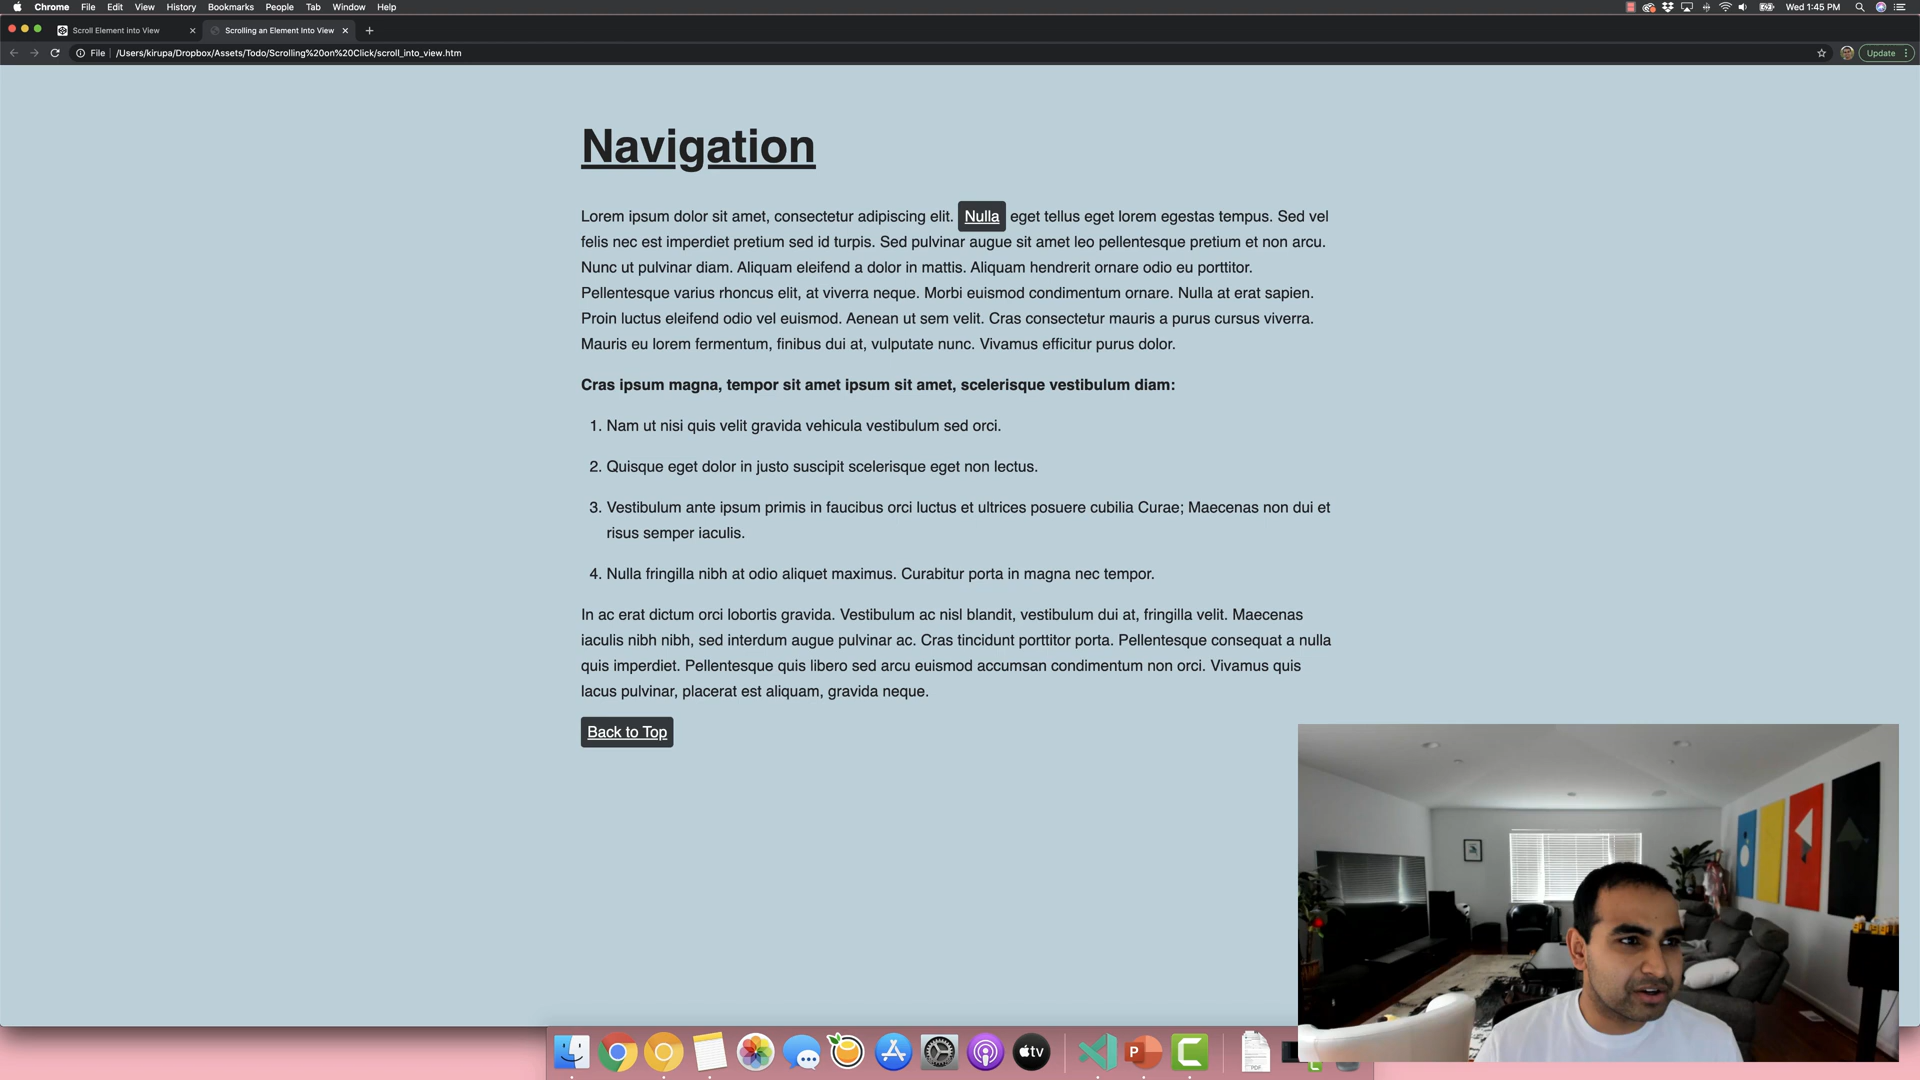 Chrome File Edit View History Bookmarks People Tab Window Help Wed 1:45 PM
Scroll Element into View Scrolling an Element Into View
File /Users/kirupa/Dropbox/Assets/Todo/Scrolling%20on%20Click/scroll_into_view.htm Update
Navigation
Lorem ipsum dolor sit amet, consectetur adipiscing elit. Nulla eget tellus eget lorem egestas tempus. Sed vel
felis nec est imperdiet pretium sed id turpis. Sed pulvinar augue sit amet leo pellentesque pretium et non arcu.
Nunc ut pulvinar diam. Aliquam eleifend a dolor in mattis. Aliquam hendrerit ornare odio eu porttitor.
Pellentesque varius rhoncus elit, at viverra neque. Morbi euismod condimentum ornare. Nulla at erat sapien.
Proin luctus eleifend odio vel euismod. Aenean ut sem velit. Cras consectetur mauris a purus cursus viverra.
Mauris eu lorem fermentum, finibus dui at, vulputate nunc. Vivamus efficitur purus dolor.
Cras ipsum magna, tempor sit amet ipsum sit amet, scelerisque vestibulum diam:
1. Nam ut nisi quis velit gravida vehicula vestibulum sed orci.
2. Quisque eget dolor in justo suscipit scelerisque eget non lectus.
3. Vestibulum ante ipsum primis in faucibus orci luctus et ultrices posuere cubilia Curae; Maecenas non dui et
risus semper iaculis.
4. Nulla fringilla nibh at odio aliquet maximus. Curabitur porta in magna nec tempor.
In ac erat dictum orci lobortis gravida. Vestibulum ac nisl blandit, vestibulum dui at, fringilla velit. Maecenas
iaculis nibh nibh, sed interdum augue pulvinar ac. Cras tincidunt porttitor porta. Pellentesque consequat a nulla
quis imperdiet. Pellentesque quis libero sed arcu euismod accumsan condimentum non orci. Vivamus quis
lacus pulvinar, placerat est aliquam, gravida neque.
Back to Top
tv P C PDF